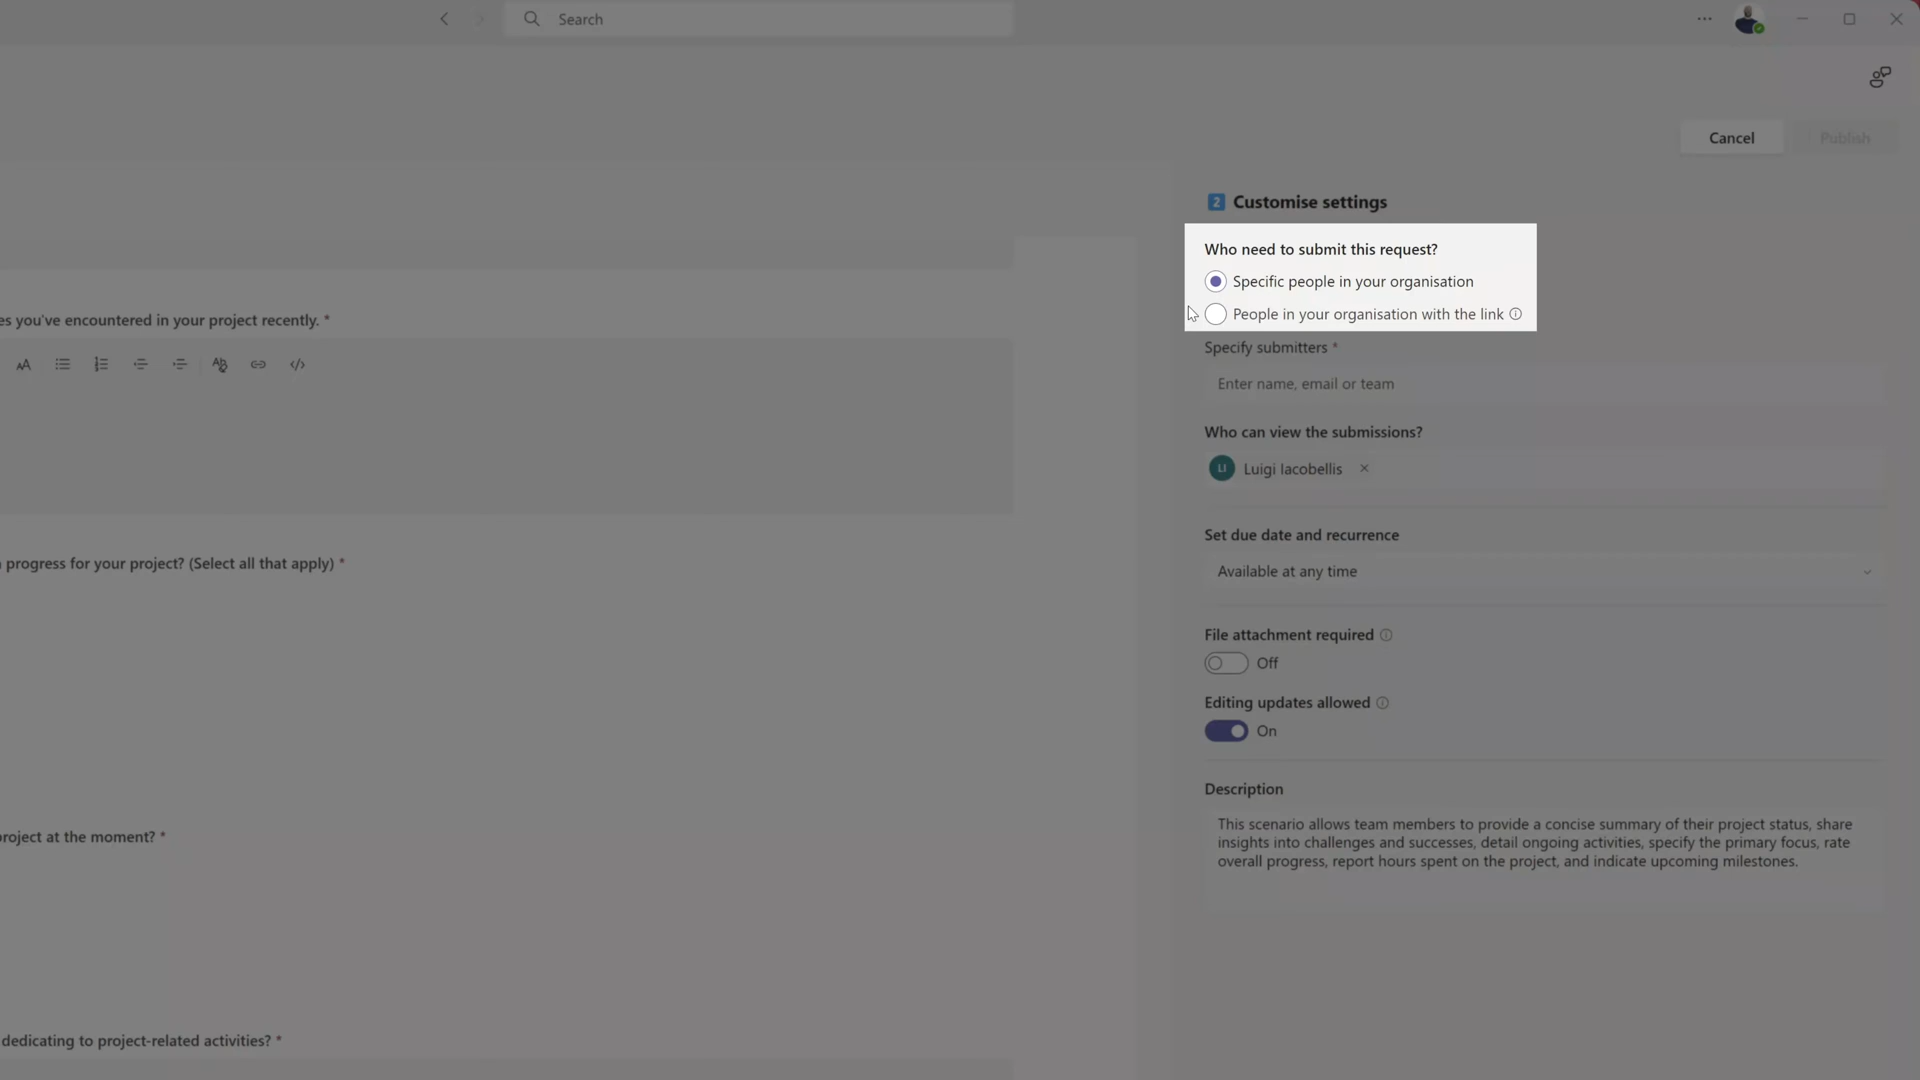 Search
Cancel
Publish
2 Customise settings
Who need to submit this request?
Specific people in your organisation
People in your organisation with the link
Specify submitters *
Enter name, email or team
Who can view the submissions?
LI Luigi Iacobellis
Set due date and recurrence
Available at any time
File attachment required
Off
Editing updates allowed
On
Description
This scenario allows team members to provide a concise summary of their project status, share
insights into challenges and successes, detail ongoing activities, specify the primary focus, rate
overall progress, report hours spent on the project, and indicate upcoming milestones.
es you've encountered in your project recently. *
progress for your project? (Select all that apply) *
project at the moment? *
dedicating to project-related activities? *